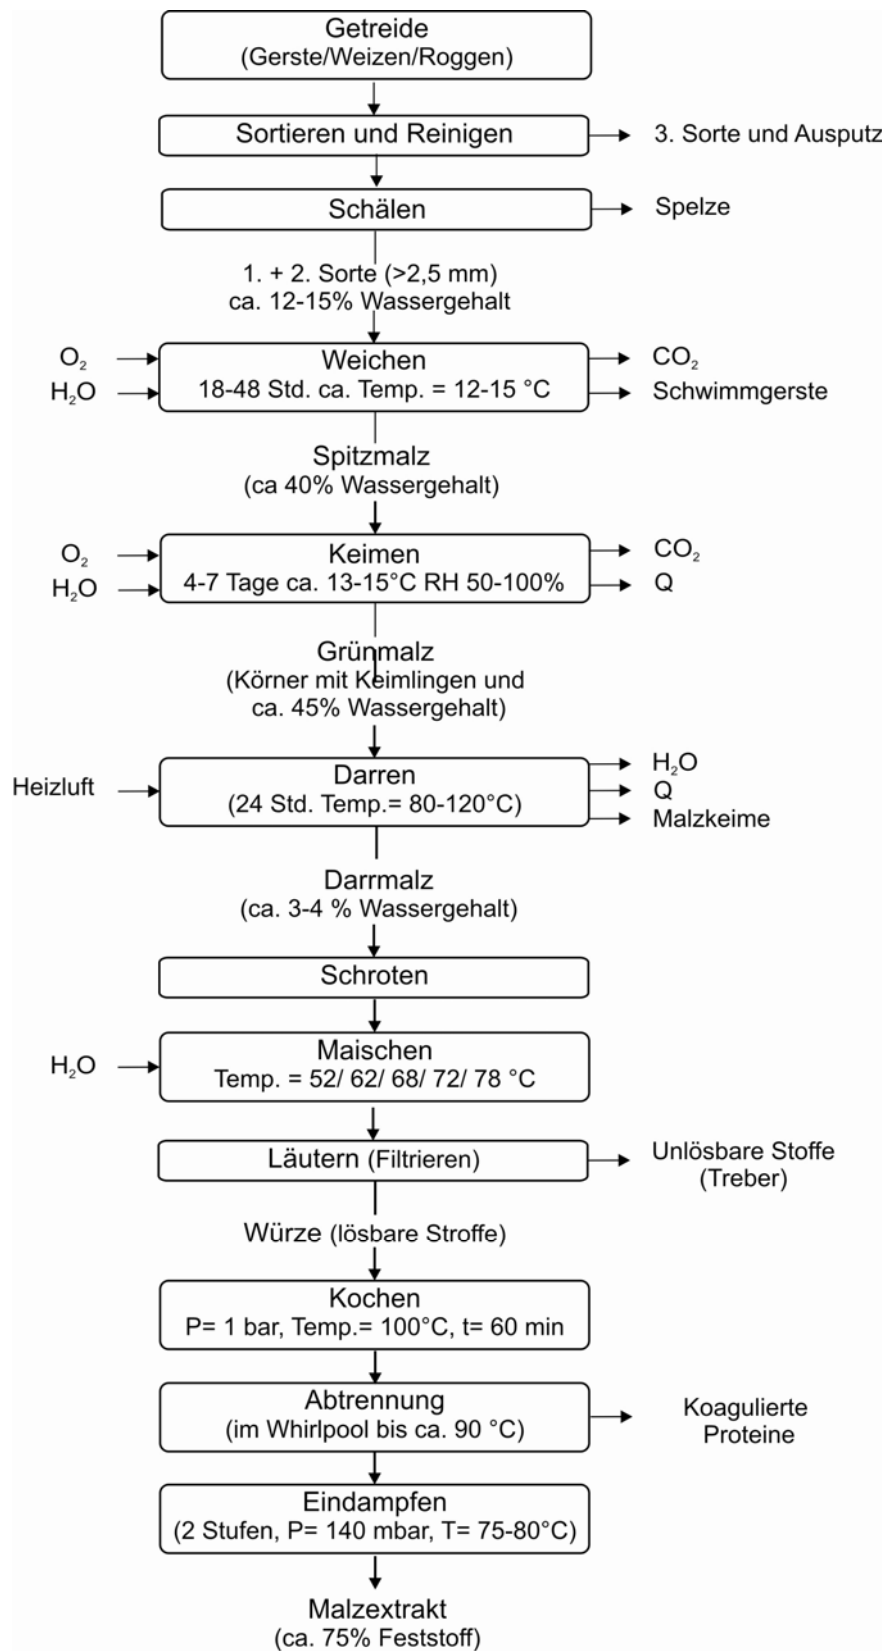 Getreide
(Gerste/Weizen/Roggen)
Sortieren und Reinigen
3. Sorte und Ausputz
Schälen
Spelze
1. + 2. Sorte (>2,5 mm)
ca. 12-15% Wassergehalt
O₂
H₂O
Weichen
18-48 Std. ca. Temp. = 12-15 °C
CO₂
Schwimmgerste
Spitzmalz
(ca 40% Wassergehalt)
O₂
H₂O
Keimen
4-7 Tage ca. 13-15°C RH 50-100%
CO₂
Q
Grünmalz
(Körner mit Keimlingen und
ca. 45% Wassergehalt)
Heizluft
Darren
(24 Std. Temp.= 80-120°C)
H₂O
Q
Malzkeime
Darrmalz
(ca. 3-4 % Wassergehalt)
Schroten
H₂O
Maischen
Temp. = 52/ 62/ 68/ 72/ 78 °C
Läutern (Filtrieren)
Unlösbare Stoffe
(Treber)
Würze (lösbare Stroffe)
Kochen
P= 1 bar, Temp.= 100°C, t= 60 min
Abtrennung
(im Whirlpool bis ca. 90 °C)
Koagulierte
Proteine
Eindampfen
(2 Stufen, P= 140 mbar, T= 75-80°C)
Malzextrakt
(ca. 75% Feststoff)